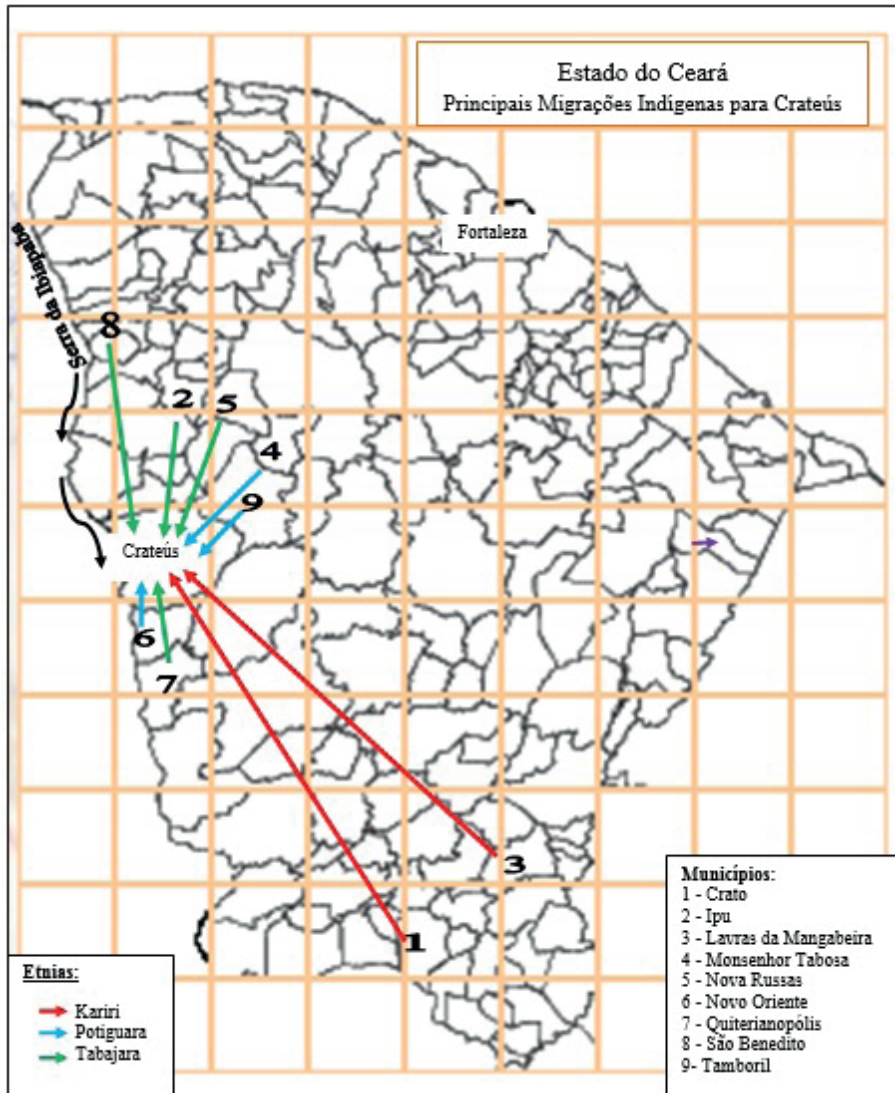 Estado do Ceará
Principais Migrações Indígenas para Crateús
Fortaleza
Serra da Ibiapaba
8
2
5
4
9
Crateús
6
7
3
1
Etnias:
Kariri
Potiguara
Tabajara
Municípios:
1 - Crato
2 - Ipu
3 - Lavras da Mangabeira
4 - Monsenhor Tabosa
5 - Nova Russas
6 - Novo Oriente
7 - Quiterianopólis
8 - São Benedito
9- Tamboril